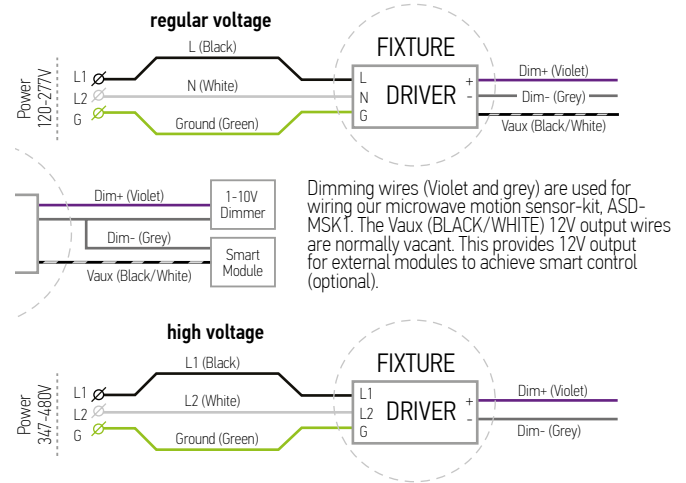 regular voltage
L (Black)
FIXTURE
Power
120-277V
L1
N (White)
L2
G
Ground (Green)
L
N
G
DRIVER
+
-
Dim+ (Violet)
Dim- (Grey)
Vaux (Black/White)
Dim+ (Violet)
1-10V
Dimmer
Dim- (Grey)
Smart
Module
Vaux (Black/White)
Dimming wires (Violet and grey) are used for
wiring our microwave motion sensor-kit, ASD-
MSK1. The Vaux (BLACK/WHITE) 12V output wires
are normally vacant. This provides 12V output
for external modules to achieve smart control
(optional).
high voltage
L1 (Black)
FIXTURE
Power
347-480V
L1
L2 (White)
L2
G
Ground (Green)
L1
L2
G
DRIVER
+
-
Dim+ (Violet)
Dim- (Grey)